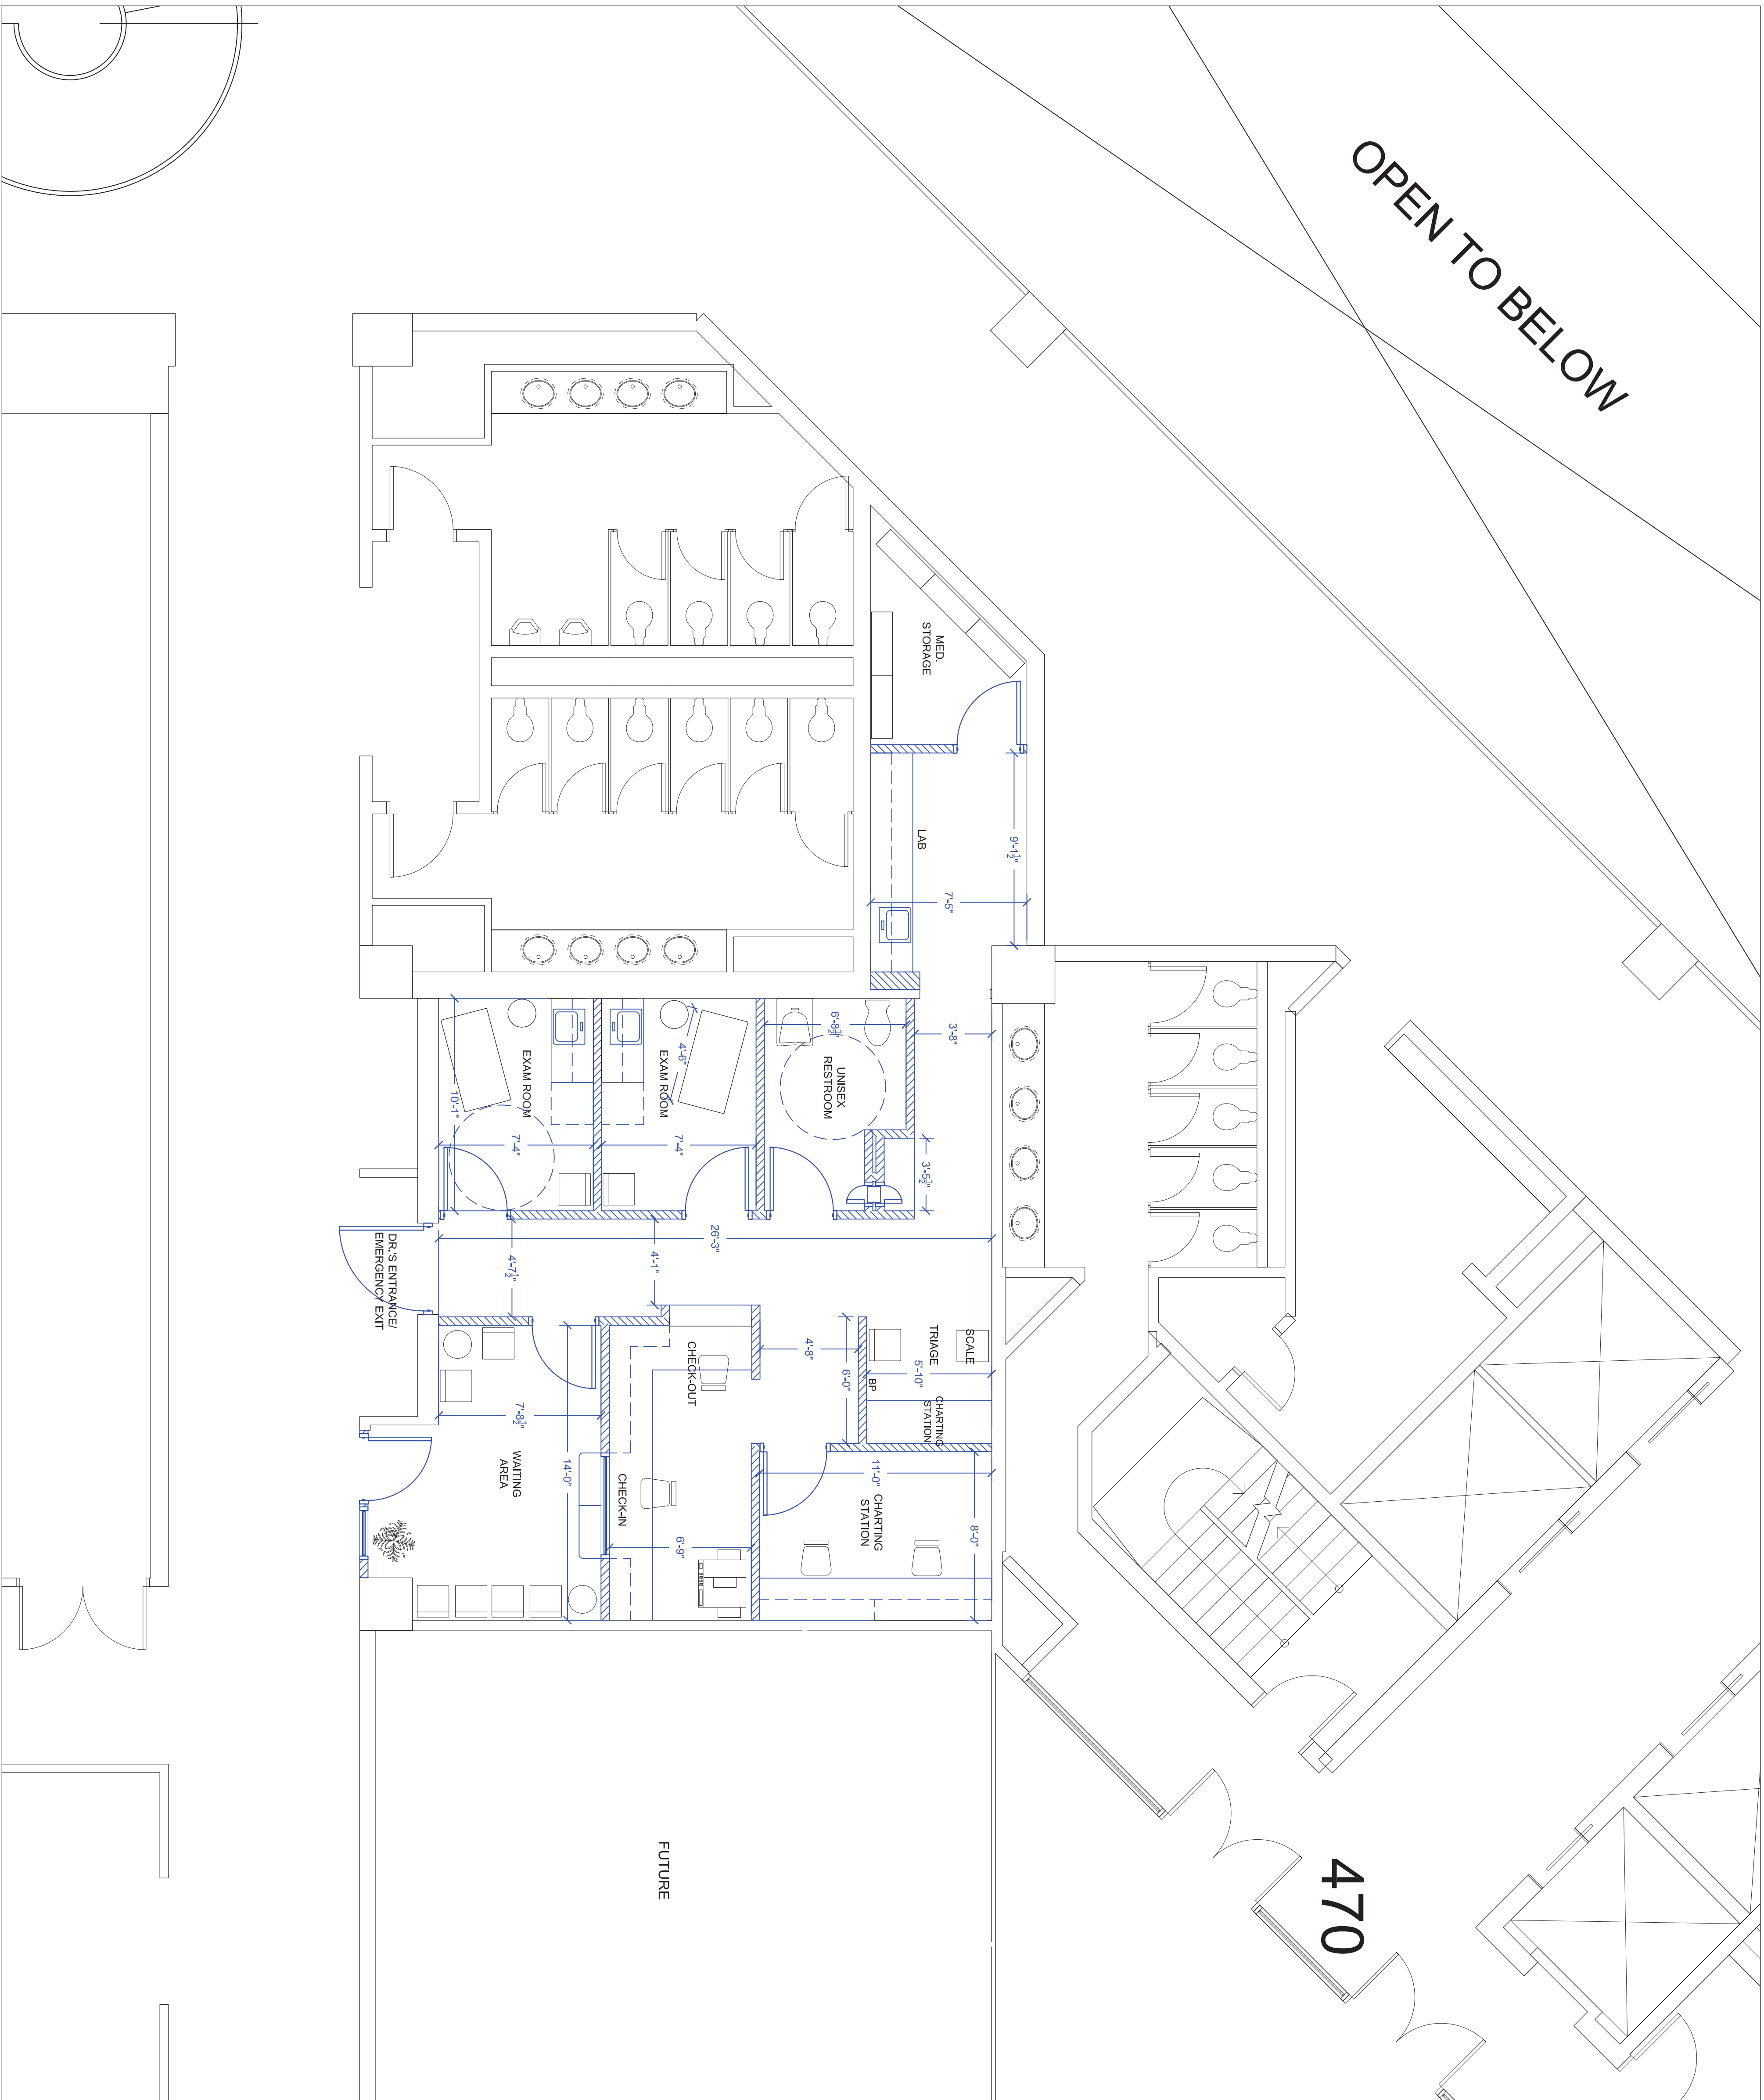 OPEN TO BELOW
MED.
STORAGE
LAB
9'-1½"
7'-5"
EXAM ROOM
10'-1"
7'-4"
EXAM ROOM
4'-6"
7'-4"
UNISEX
RESTROOM
6'-8½"
3'-8"
3'-5½"
DR.'S ENTRANCE/
EMERGENCY EXIT
26'-3"
4'-7½"
4'-1"
TRIAGE
SCALE
5'-10"
BP
CHARTING
STATION
4'-8"
6'-0"
CHECK-OUT
WAITING
AREA
7'-8½"
14'-0"
CHECK-IN
6'-9"
CHARTING
STATION
11'-0"
8'-0"
FUTURE
470